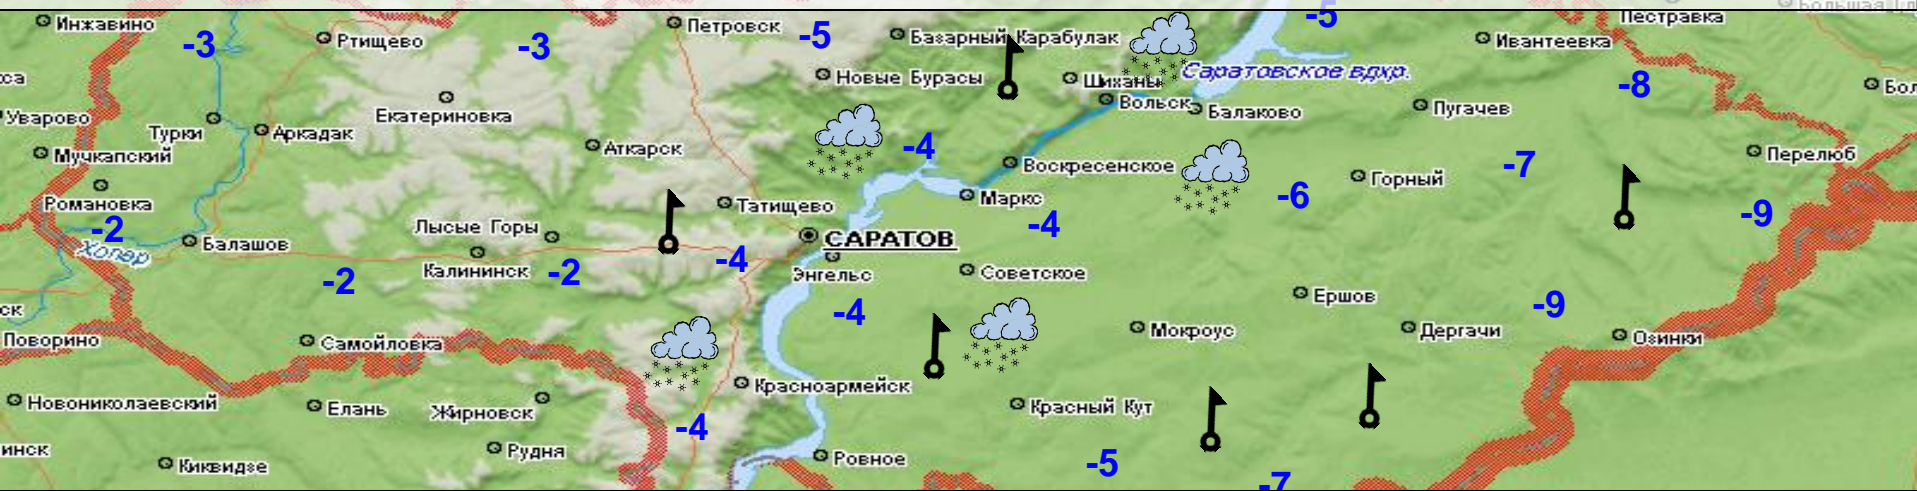 Инжавино
-3
Ртищево
-3
Петровск
-5
Базарный Карабулак
-5
Ивантеевка
Пестравка
са
Новые Бурасы
Шиханы
Саратовское вдхр.
-8
Уварово
Турки
Екатериновка
Вольск
Балаково
Пугачев
Аркадак
Аткарск
-4
Мучкапский
Воскресенское
-6
Горный
-7
Перелюб
Романовка
-2
Хопер
Балашов
Лысые Горы
Татищево
Маркс
-4
-9
САРАТОВ
Калининск
-2
-2
-4
Энгельс
Советское
-4
Ершов
-9
ск
Поворино
Самойловка
Мокроус
Дергачи
Озинки
Новониколаевский
Елань
Жирновск
Красноармейск
Красный Кут
-4
инск
Киквидзе
Рудня
Ровное
-5
-7